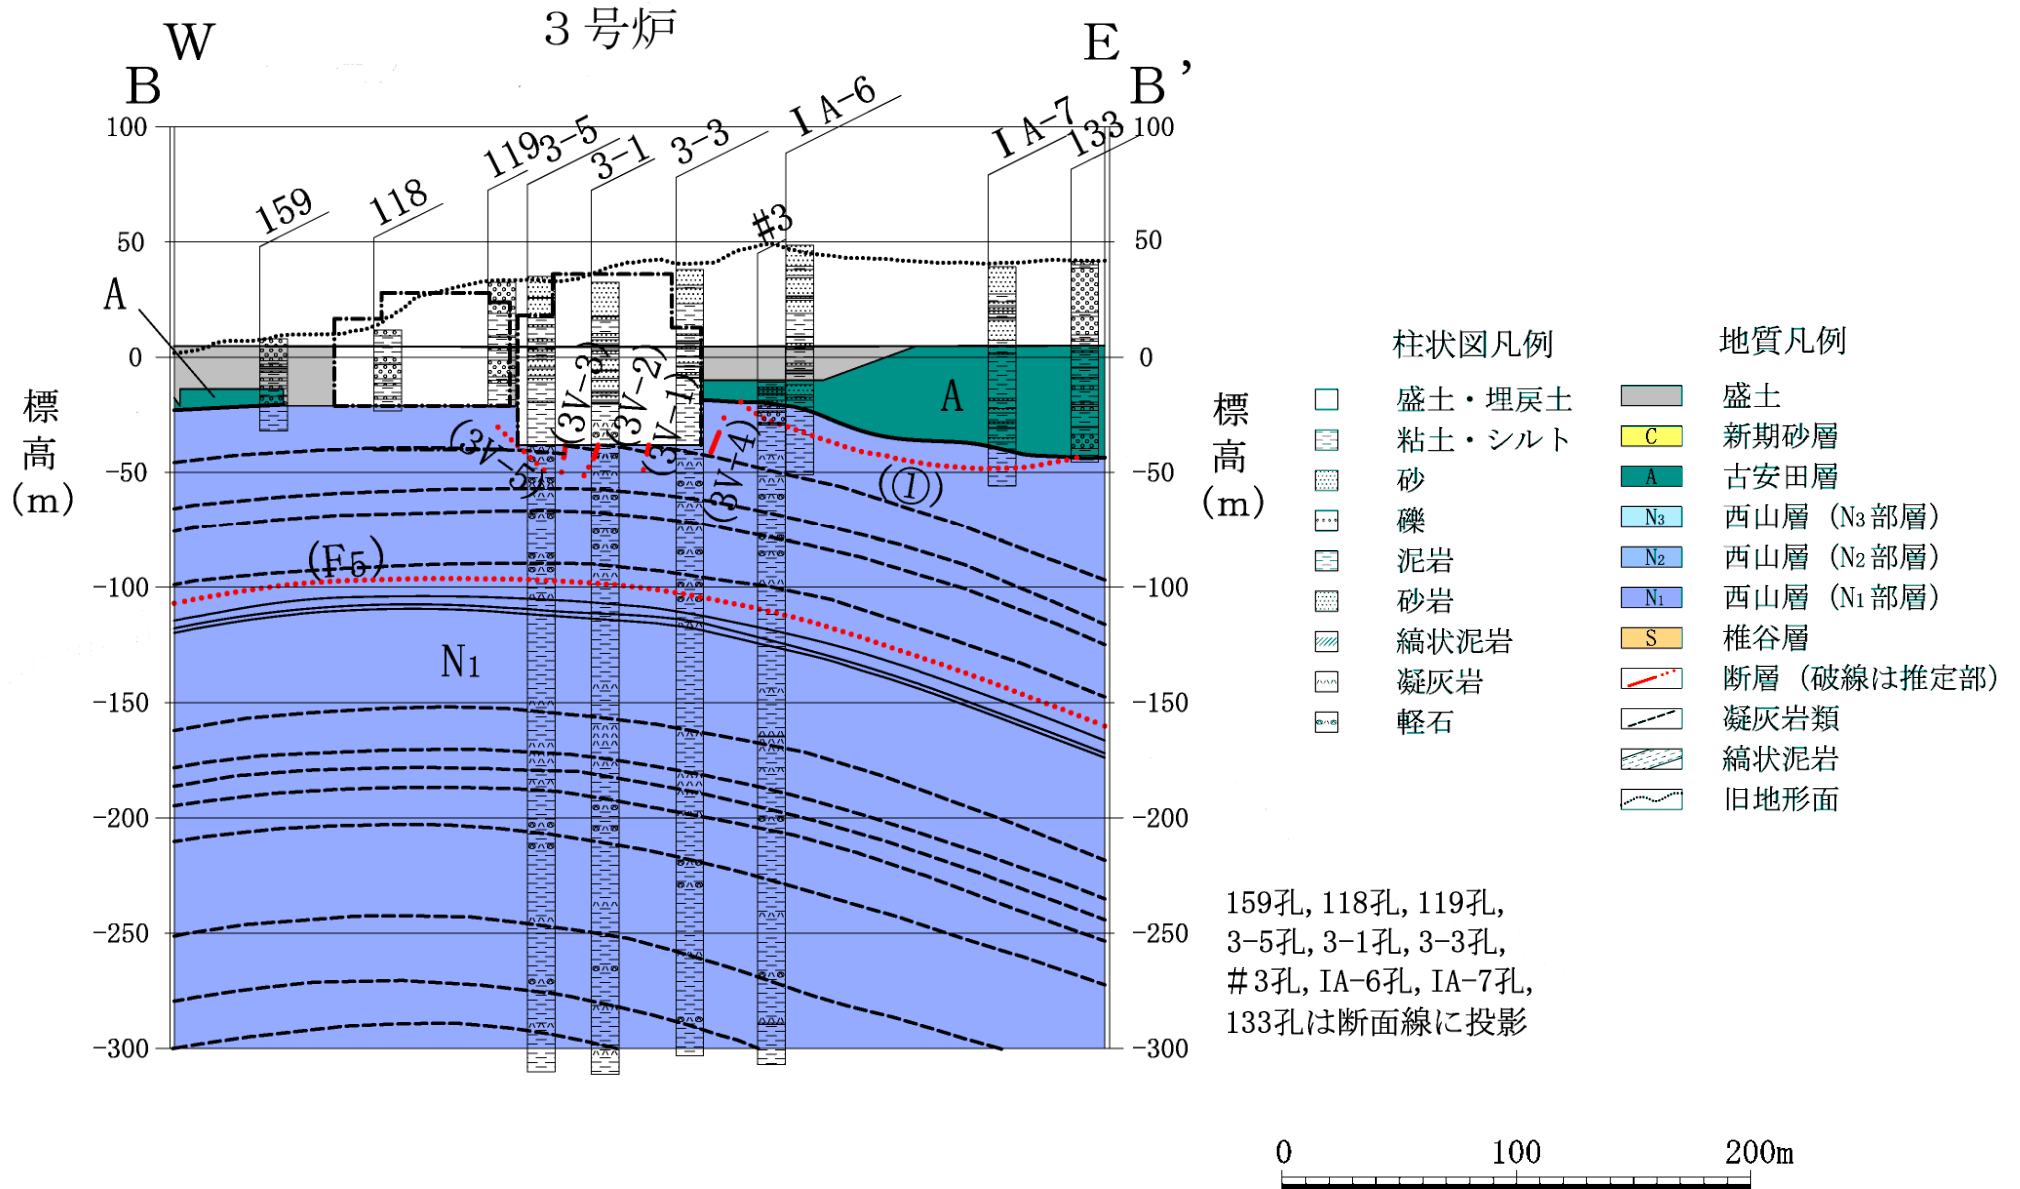 3号炉
W
E
B
B’
119
3-5
3-1
3-3
IA-6
IA-7
133
159
118
#3
A
100
50
0
-50
-100
-150
-200
-250
-300
100
50
0
-50
-100
-150
-200
-250
-300
標高(m)
標高(m)
A
(3V-5)
(3V-3)
(3V-2)
(3V-1)
(3V-4)
(①)
(F5)
N1
柱状図凡例
盛土・埋戻土
粘土・シルト
砂
礫
泥岩
砂岩
縞状泥岩
凝灰岩
軽石
地質凡例
盛土
C 新期砂層
A 古安田層
N3 西山層(N3部層)
N2 西山層(N2部層)
N1 西山層(N1部層)
S 椎谷層
断層(破線は推定部)
凝灰岩類
縞状泥岩
旧地形面
159孔,118孔,119孔,
3-5孔,3-1孔,3-3孔,
#3孔,IA-6孔,IA-7孔,
133孔は断面線に投影
0 100 200m